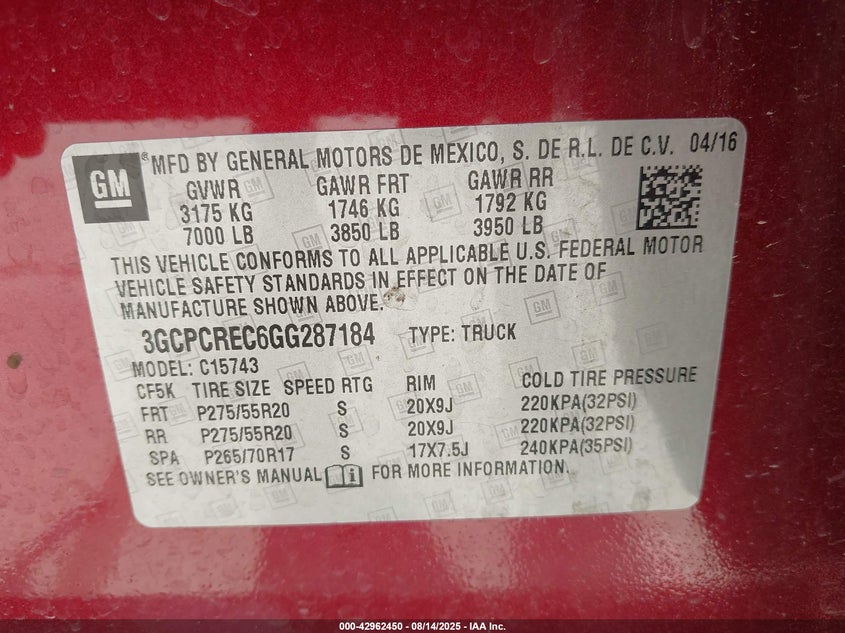 GM ® MFD BY GENERAL MOTORS DE MEXICO, S. DE R.L. DE C.V. 04/16
GVWR GAWR FRT GAWR RR
3175 KG 1746 KG 1792 KG
7000 LB 3850 LB 3950 LB
THIS VEHICLE CONFORMS TO ALL APPLICABLE U.S. FEDERAL MOTOR
VEHICLE SAFETY STANDARDS IN EFFECT ON THE DATE OF
MANUFACTURE SHOWN ABOVE.
3GCPCREC6GG287184 TYPE: TRUCK
MODEL: C15743
CF5K TIRE SIZE SPEED RTG RIM COLD TIRE PRESSURE
FRT P275/55R20 S 20X9J 220KPA(32PSI)
RR P275/55R20 S 20X9J 220KPA(32PSI)
SPA P265/70R17 S 17X7.5J 240KPA(35PSI)
SEE OWNER'S MANUAL FOR MORE INFORMATION.
000-42962450 - 08/14/2025 - IAA Inc.